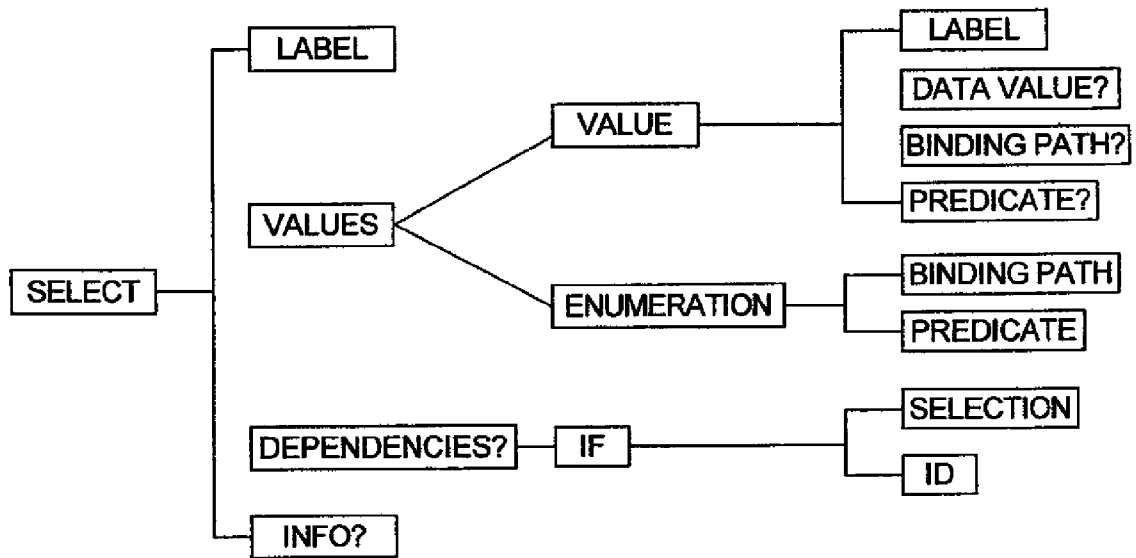 SELECT
LABEL
VALUES
DEPENDENCIES?
INFO?
VALUE
ENUMERATION
IF
LABEL
DATA VALUE?
BINDING PATH?
PREDICATE?
BINDING PATH
PREDICATE
SELECTION
ID